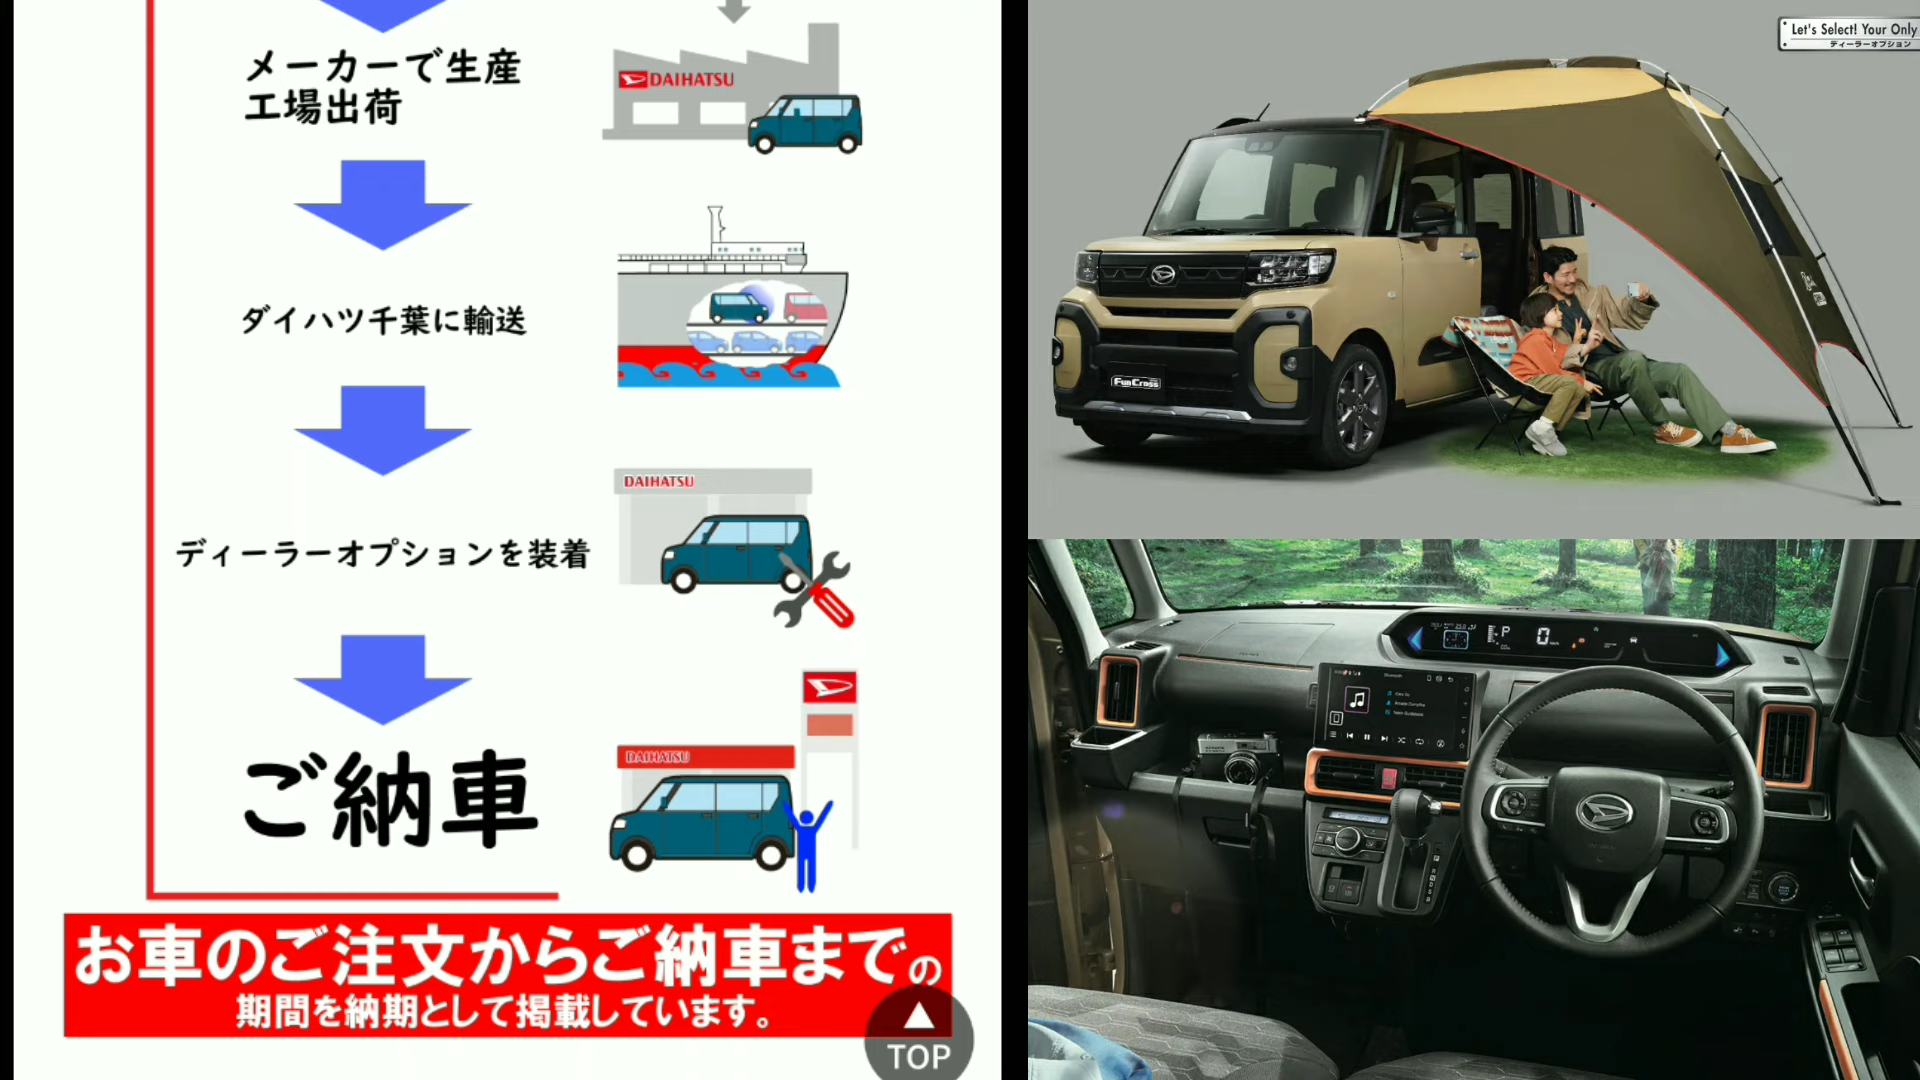 メーカーで生産
工場出荷
DAIHATSU
ダイハツ千葉に輸送
DAIHATSU
ディーラーオプションを装着
DAIHATSU
ご納車
お車のご注文からご納車までの
期間を納期として掲載しています。
TOP
Let's Select! Your Only
ディーラーオプション
FunCross
Bluetooth
P
0